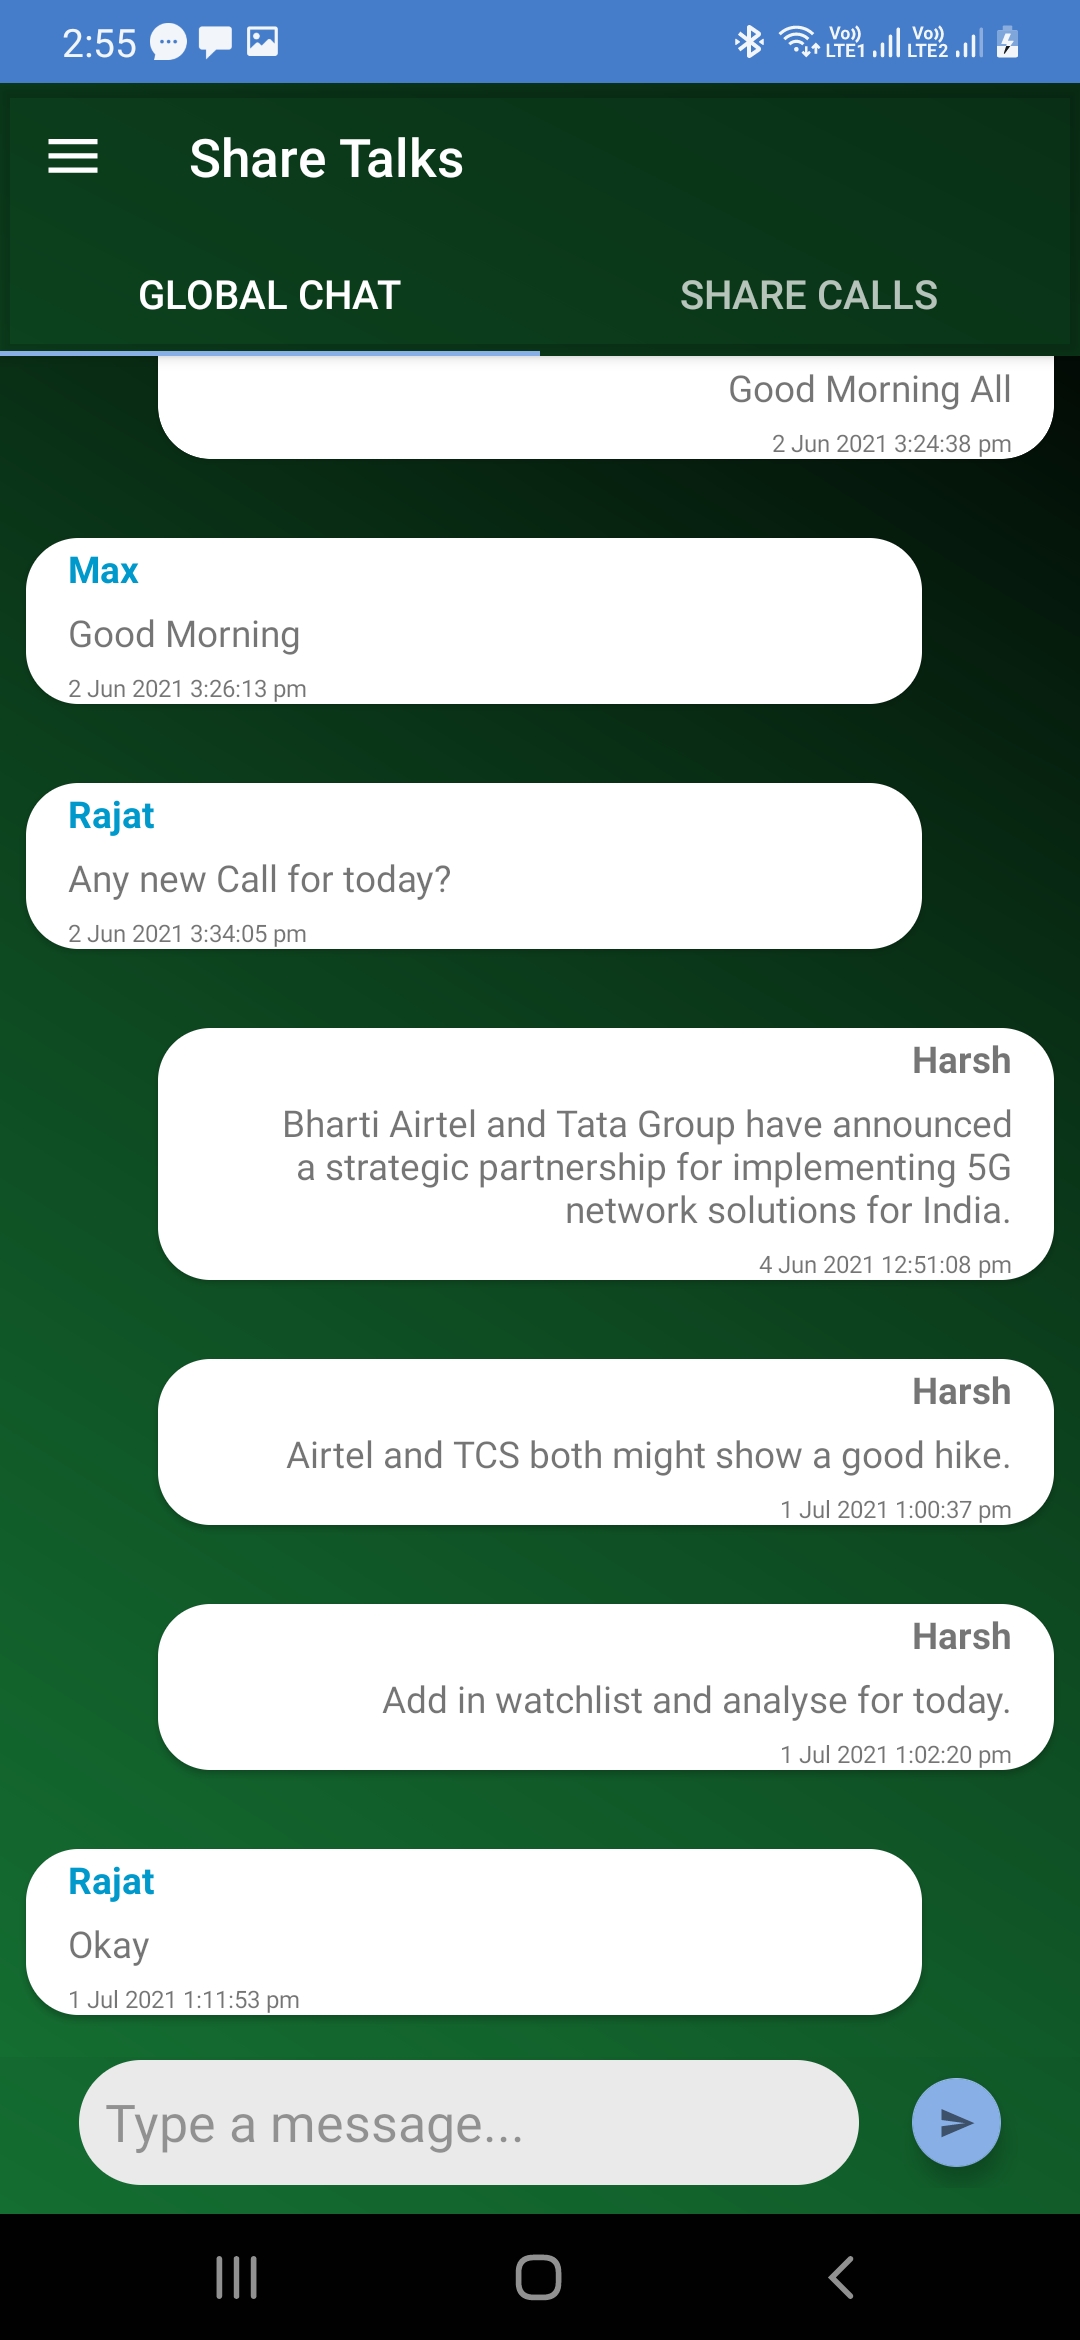 2:55
Vo)) LTE1 Vo)) LTE2
Share Talks
GLOBAL CHAT
SHARE CALLS
Good Morning All
2 Jun 2021 3:24:38 pm
Max
Good Morning
2 Jun 2021 3:26:13 pm
Rajat
Any new Call for today?
2 Jun 2021 3:34:05 pm
Harsh
Bharti Airtel and Tata Group have announced
a strategic partnership for implementing 5G
network solutions for India.
4 Jun 2021 12:51:08 pm
Harsh
Airtel and TCS both might show a good hike.
1 Jul 2021 1:00:37 pm
Harsh
Add in watchlist and analyse for today.
1 Jul 2021 1:02:20 pm
Rajat
Okay
1 Jul 2021 1:11:53 pm
Type a message...